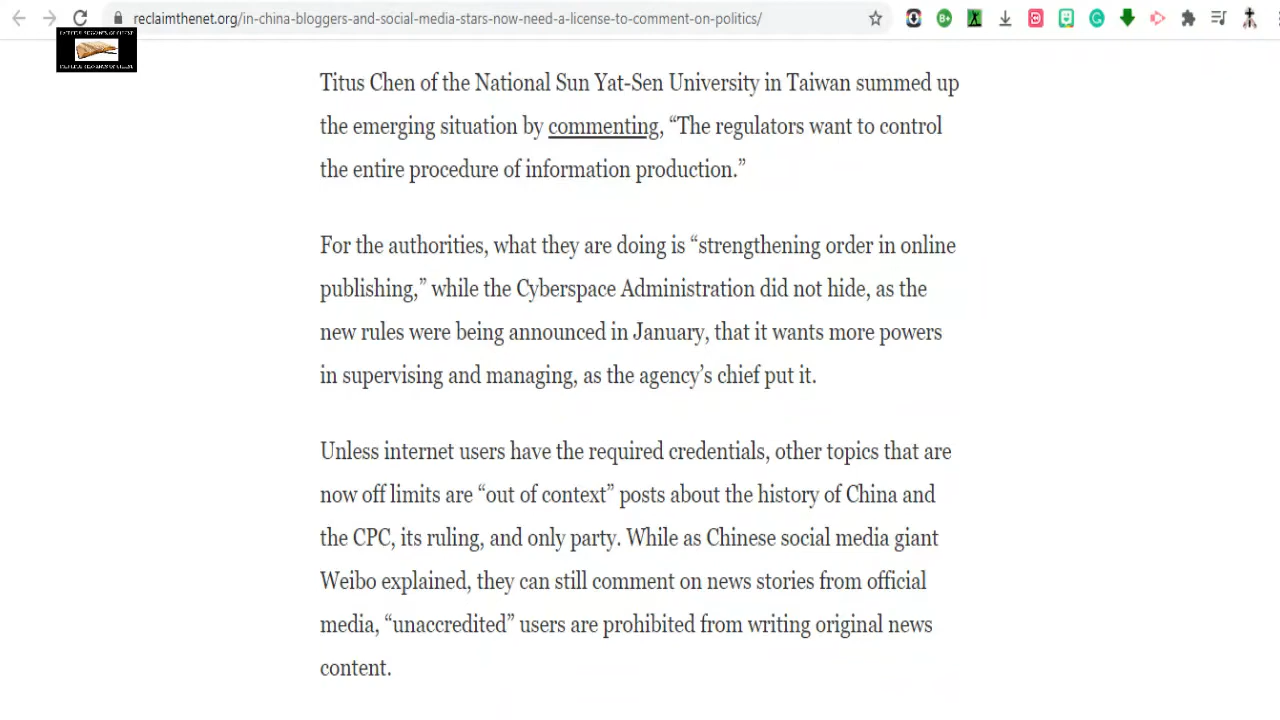 reclaimthenet.org/in-china-bloggers-and-social-media-stars-now-need-a-license-to-comment-on-politics/
Titus Chen of the National Sun Yat-Sen University in Taiwan summed up
the emerging situation by commenting, “The regulators want to control
the entire procedure of information production.”
For the authorities, what they are doing is “strengthening order in online
publishing,” while the Cyberspace Administration did not hide, as the
new rules were being announced in January, that it wants more powers
in supervising and managing, as the agency’s chief put it.
Unless internet users have the required credentials, other topics that are
now off limits are “out of context” posts about the history of China and
the CPC, its ruling, and only party. While as Chinese social media giant
Weibo explained, they can still comment on news stories from official
media, “unaccredited” users are prohibited from writing original news
content.